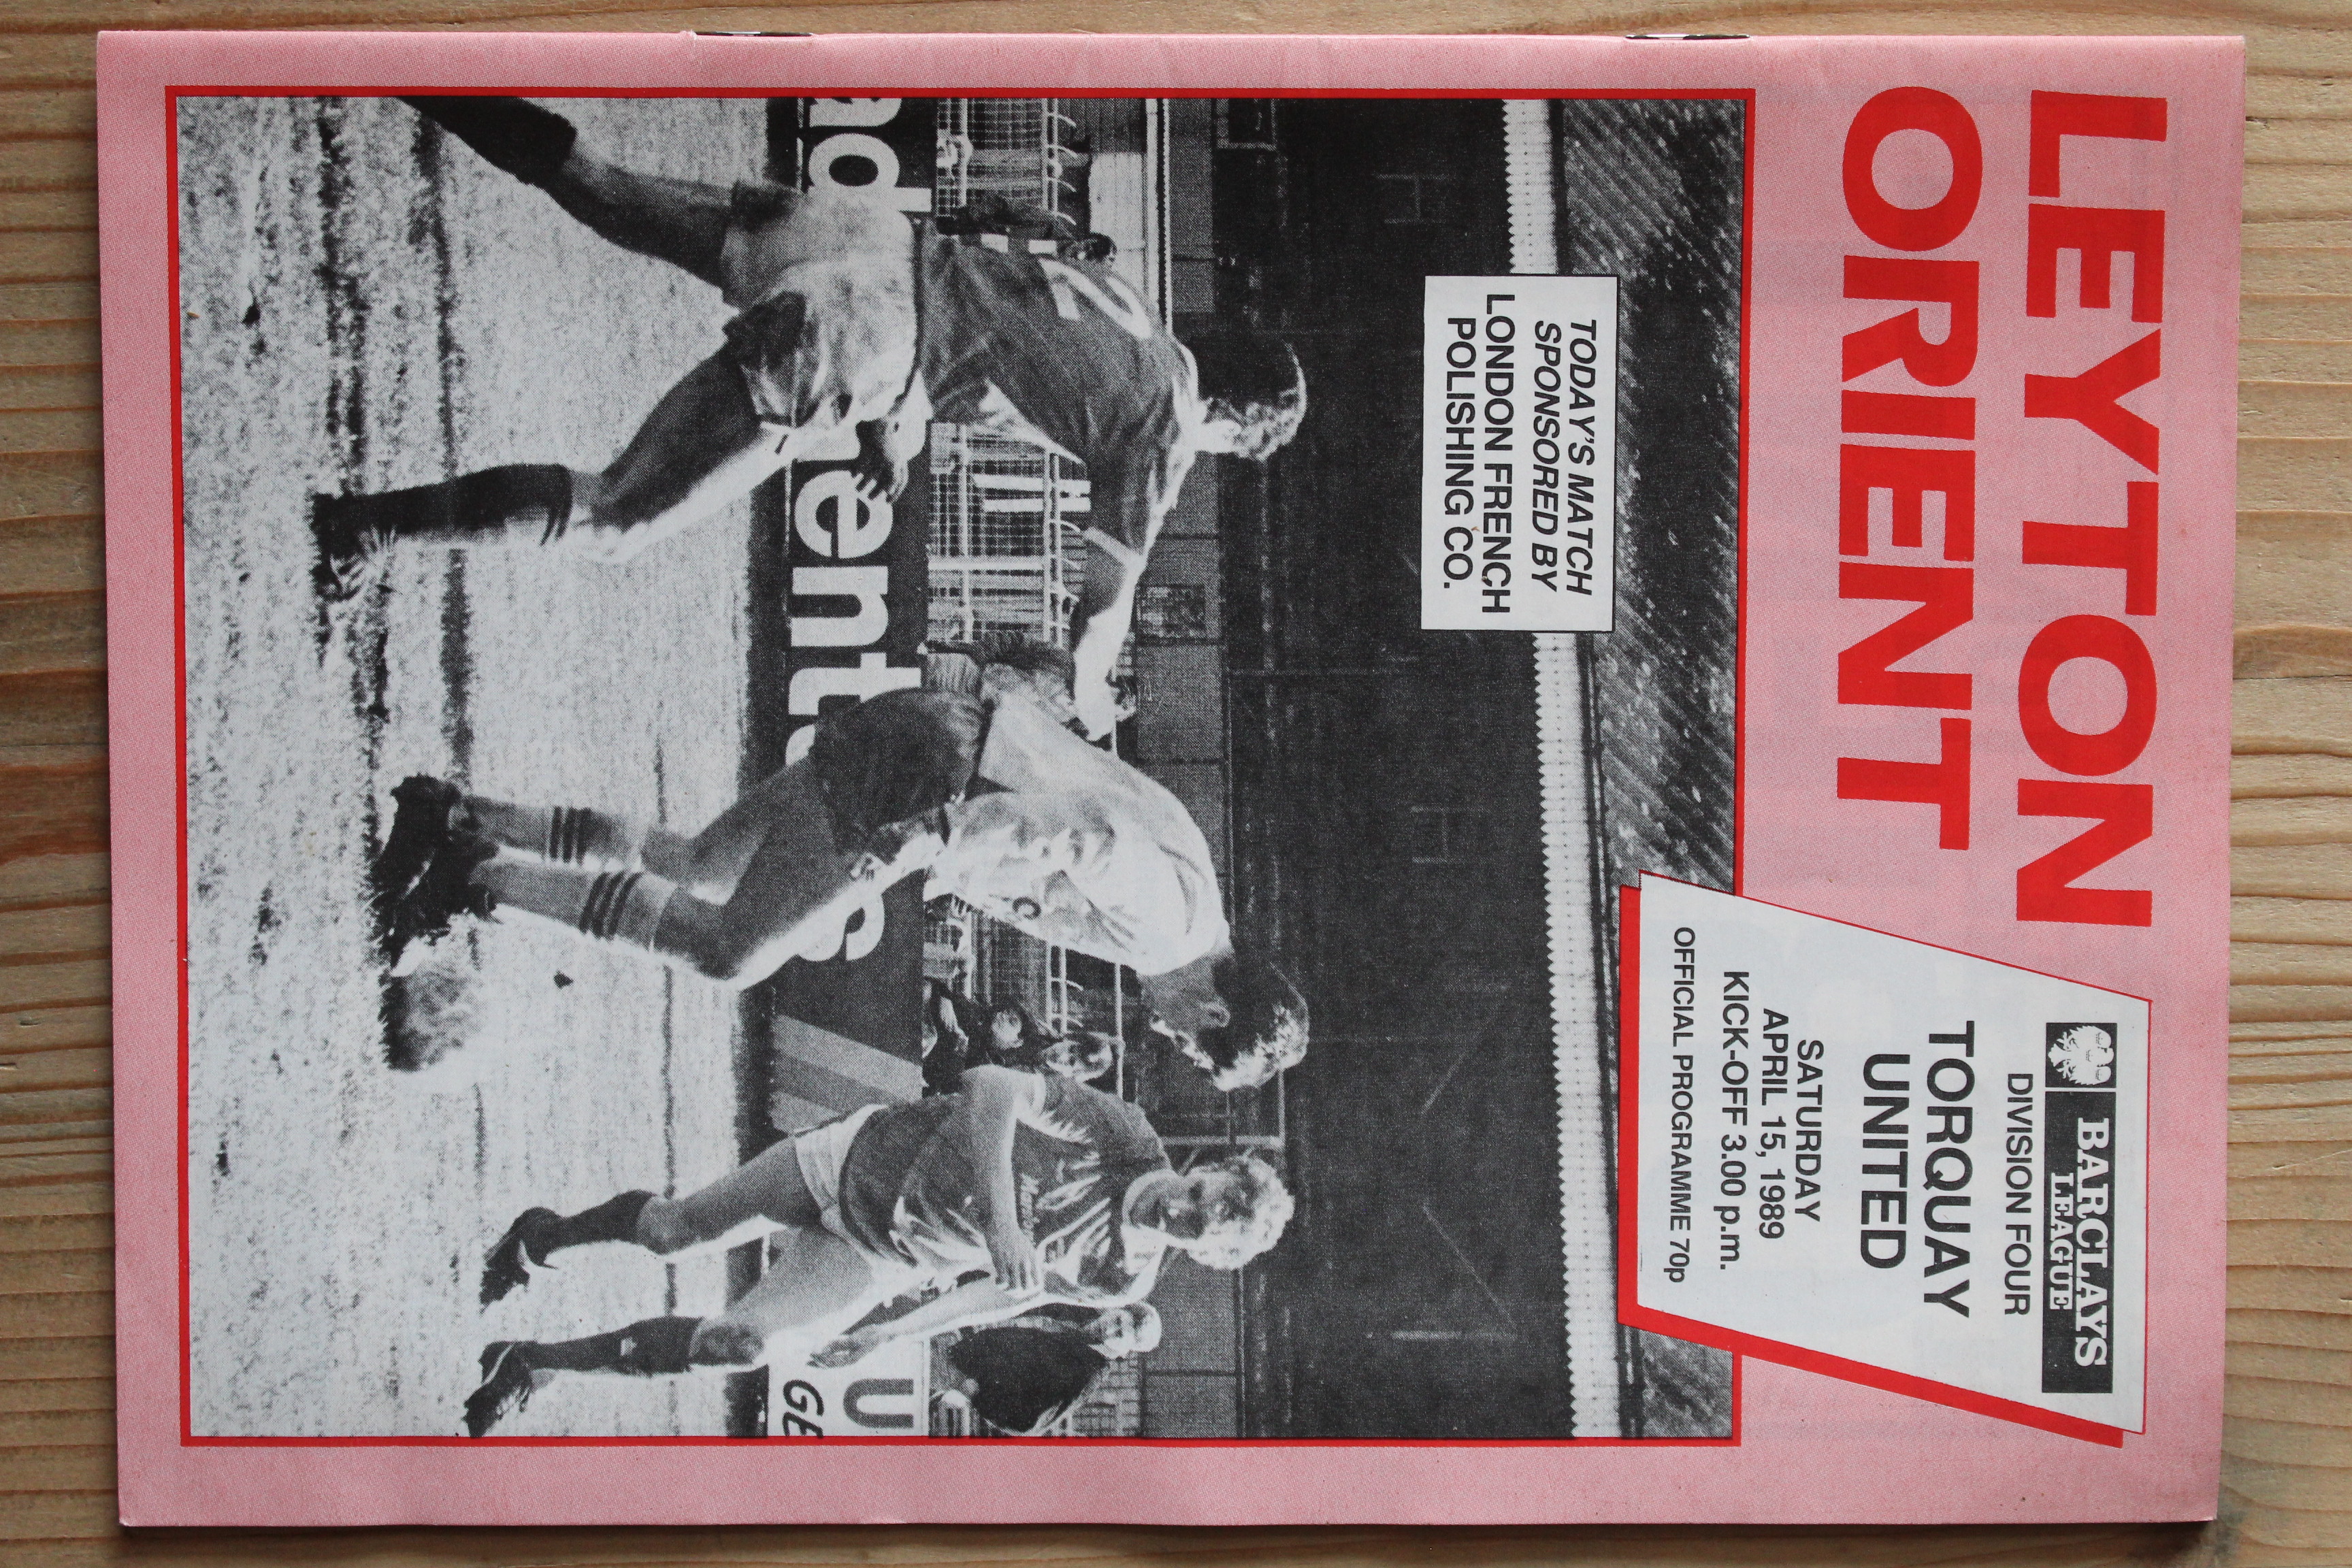 LEYTON
ORIENT
BARCLAYS
LEAGUE
DIVISION FOUR
TORQUAY
UNITED
SATURDAY
APRIL 15, 1989
KICK-OFF 3.00 p.m.
OFFICIAL PROGRAMME 70p
TODAY'S MATCH
SPONSORED BY
LONDON FRENCH
POLISHING CO.
10